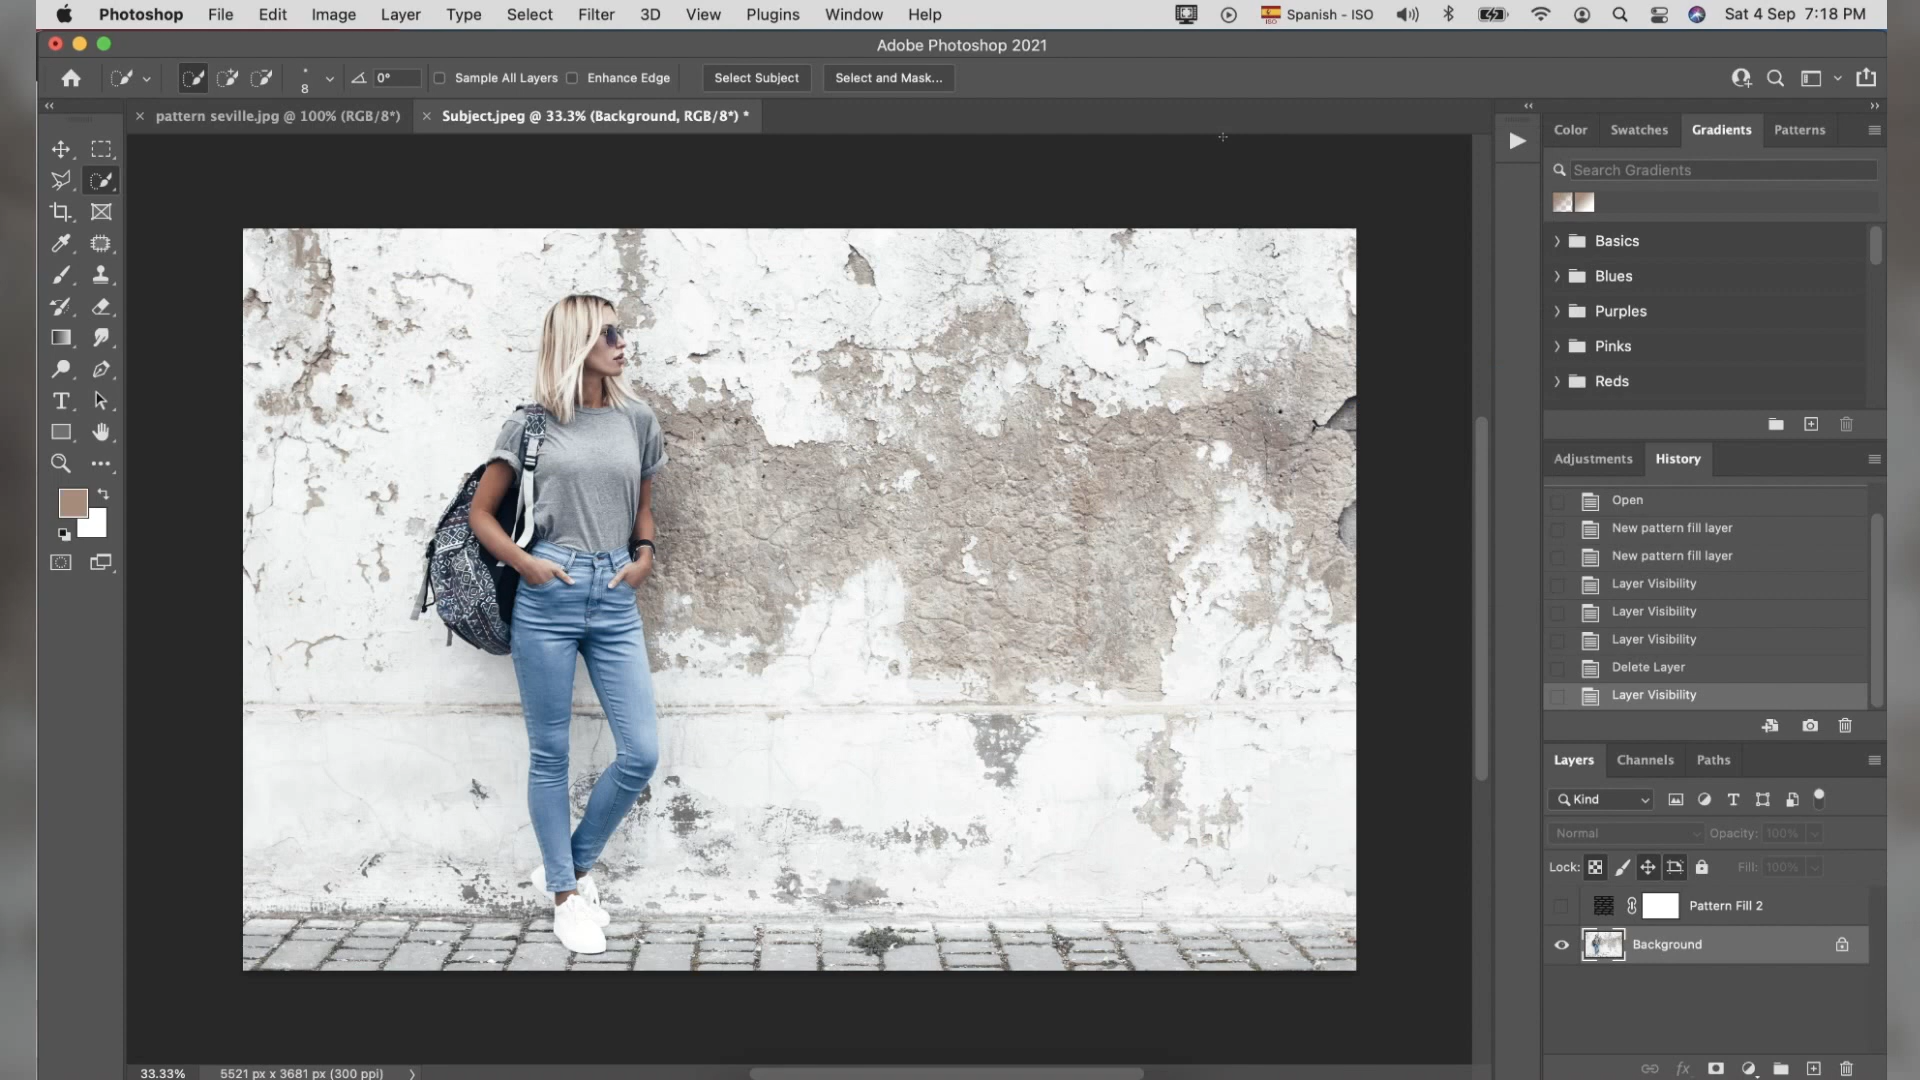 Photoshop File Edit Image Layer Type Select Filter 3D View Plugins Window Help Spanish - ISO Sat 4 Sep 7:18 PM
Adobe Photoshop 2021
8 0° Sample All Layers Enhance Edge Select Subject Select and Mask...
pattern seville.jpg @ 100% (RGB/8*) Subject.jpeg @ 33.3% (Background, RGB/8*) *
Color Swatches Gradients Patterns
Search Gradients
Basics
Blues
Purples
Pinks
Reds
Adjustments History
Open
New pattern fill layer
New pattern fill layer
Layer Visibility
Layer Visibility
Layer Visibility
Delete Layer
Layer Visibility
Layers Channels Paths
Kind
Normal Opacity: 100%
Lock: Fill: 100%
Pattern Fill 2
Background
33.33% 5521 px x 3681 px (300 ppi)